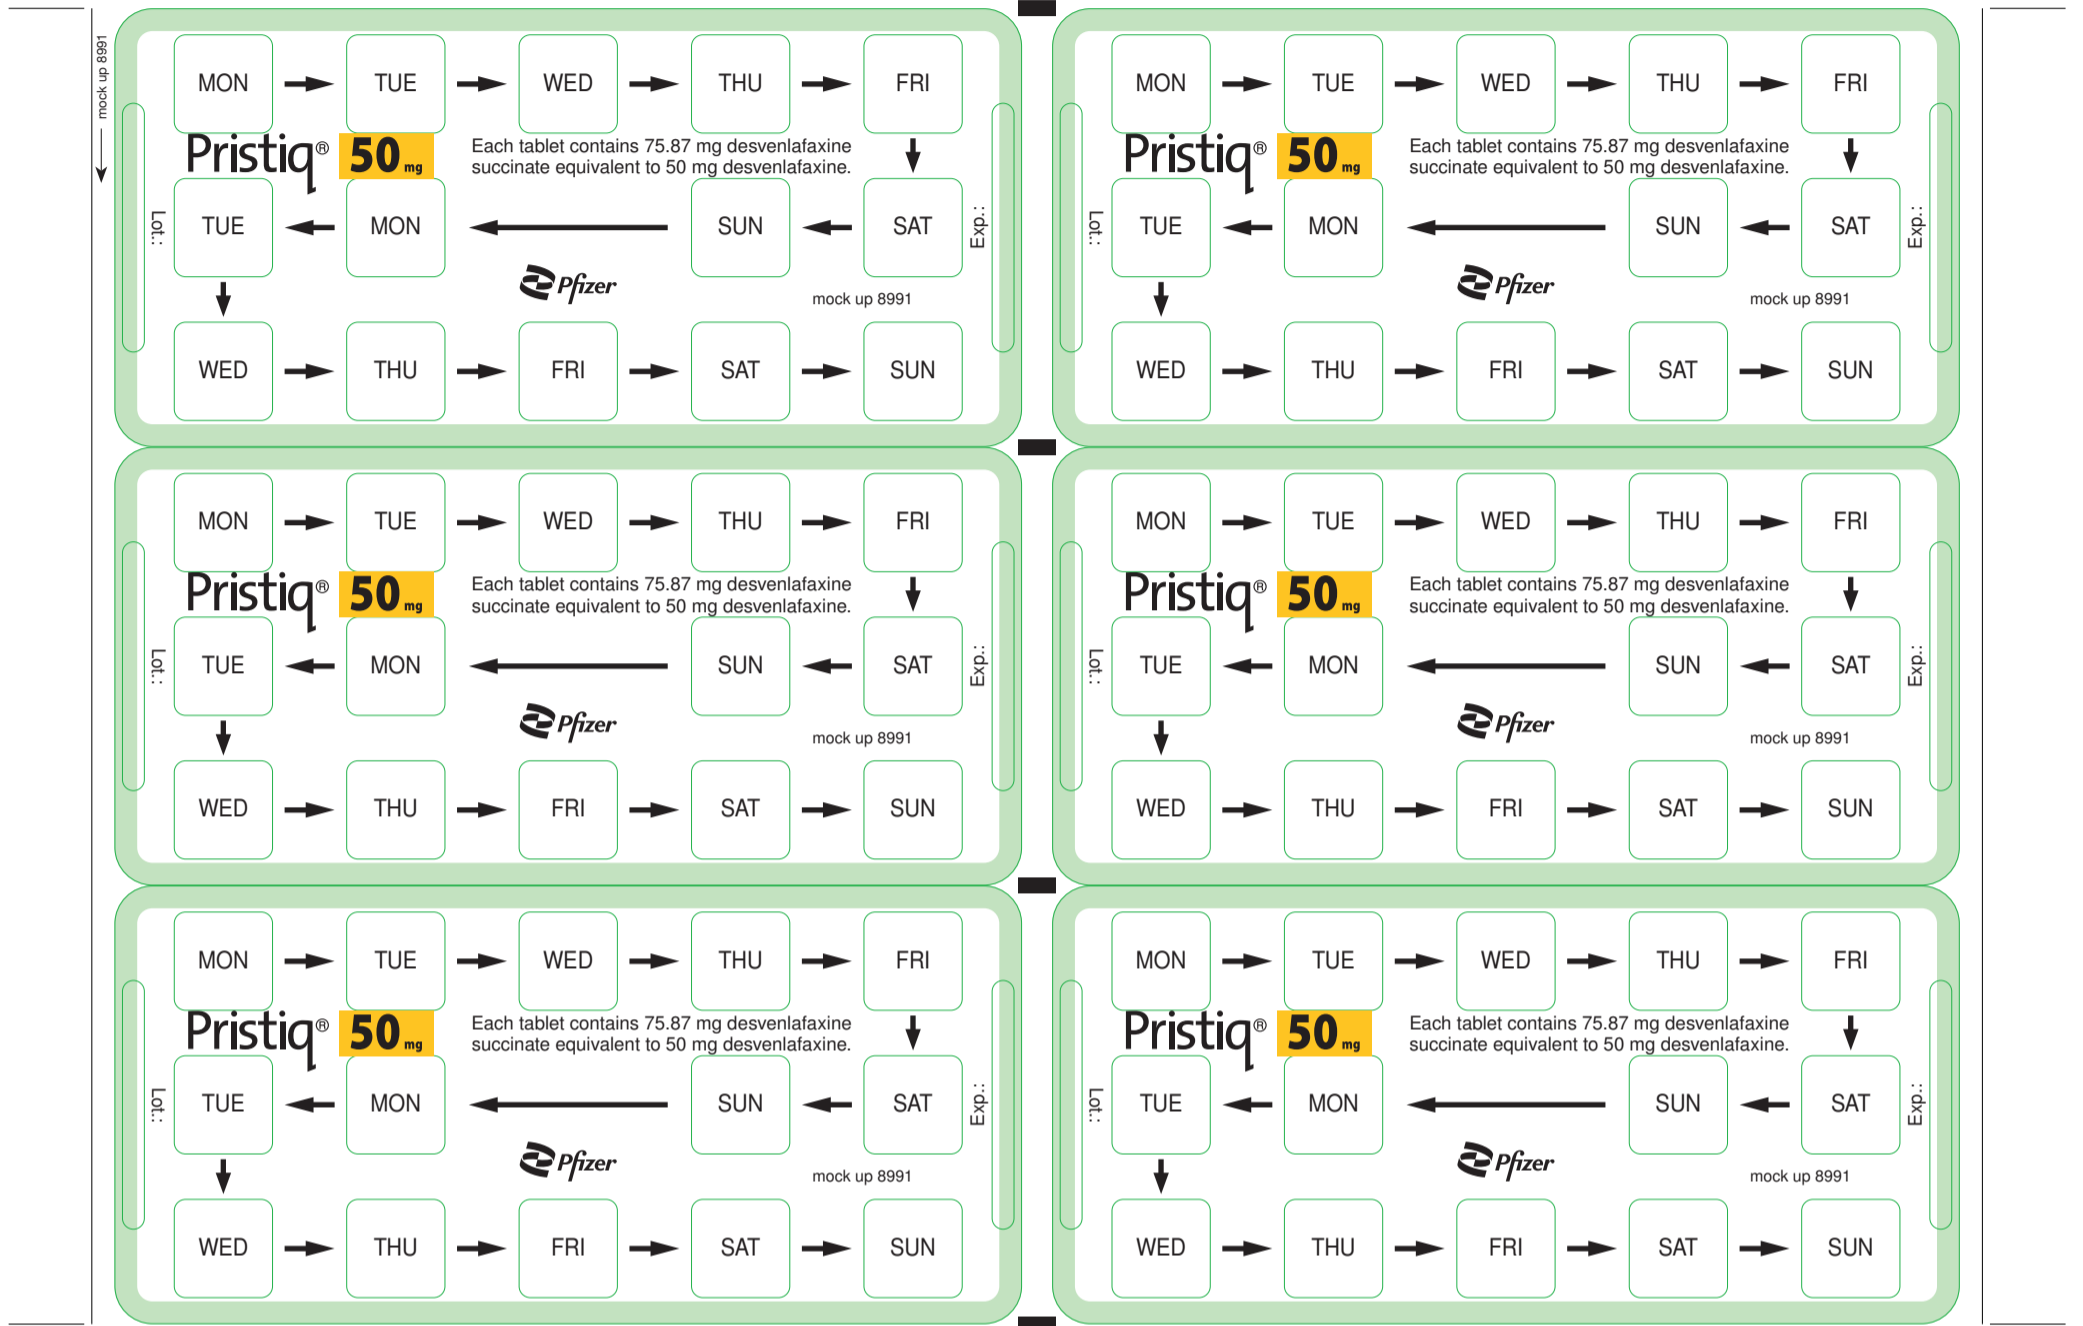 mock up 8991
MON TUE WED THU FRI
Pristiq® 50 mg
Each tablet contains 75.87 mg desvenlafaxine
succinate equivalent to 50 mg desvenlafaxine.
Lot.:
TUE MON SUN SAT
Exp.:
Pfizer
mock up 8991
WED THU FRI SAT SUN
MON TUE WED THU FRI
Pristiq® 50 mg
Each tablet contains 75.87 mg desvenlafaxine
succinate equivalent to 50 mg desvenlafaxine.
Lot.:
TUE MON SUN SAT
Exp.:
Pfizer
mock up 8991
WED THU FRI SAT SUN
MON TUE WED THU FRI
Pristiq® 50 mg
Each tablet contains 75.87 mg desvenlafaxine
succinate equivalent to 50 mg desvenlafaxine.
Lot.:
TUE MON SUN SAT
Exp.:
Pfizer
mock up 8991
WED THU FRI SAT SUN
MON TUE WED THU FRI
Pristiq® 50 mg
Each tablet contains 75.87 mg desvenlafaxine
succinate equivalent to 50 mg desvenlafaxine.
Lot.:
TUE MON SUN SAT
Exp.:
Pfizer
mock up 8991
WED THU FRI SAT SUN
MON TUE WED THU FRI
Pristiq® 50 mg
Each tablet contains 75.87 mg desvenlafaxine
succinate equivalent to 50 mg desvenlafaxine.
Lot.:
TUE MON SUN SAT
Exp.:
Pfizer
mock up 8991
WED THU FRI SAT SUN
MON TUE WED THU FRI
Pristiq® 50 mg
Each tablet contains 75.87 mg desvenlafaxine
succinate equivalent to 50 mg desvenlafaxine.
Lot.:
TUE MON SUN SAT
Exp.:
Pfizer
mock up 8991
WED THU FRI SAT SUN